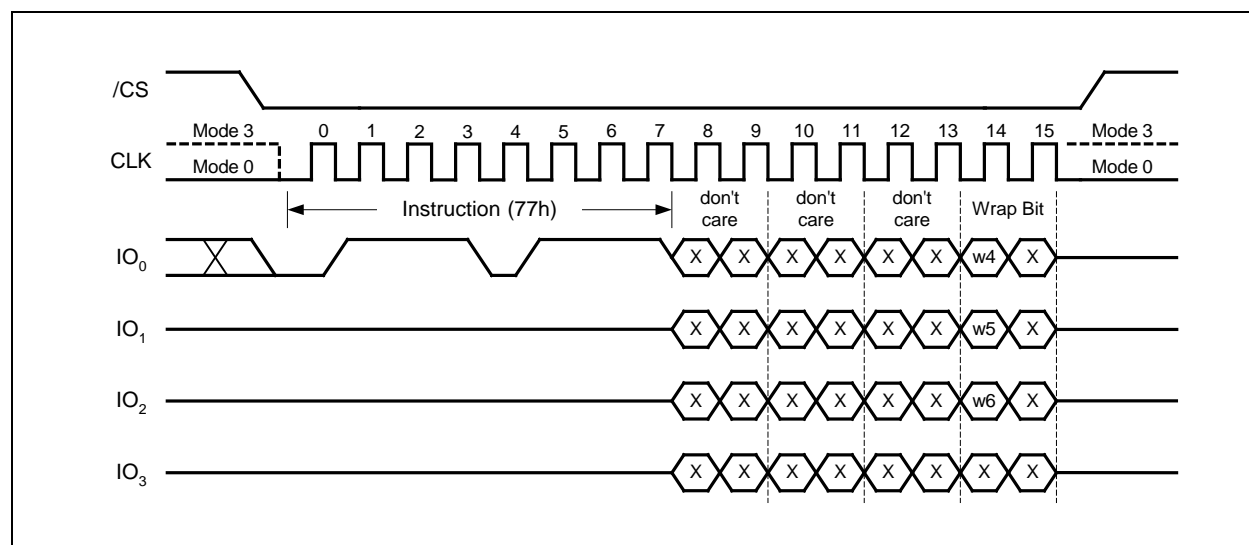 /CS
Mode 3 0 1 2 3 4 5 6 7 8 9 10 11 12 13 14 15 Mode 3
CLK
Mode 0 Mode 0
Instruction (77h)
don't care
don't care
don't care
Wrap Bit
IO0 X X X X X X w4 X
IO1 X X X X X X w5 X
IO2 X X X X X X w6 X
IO3 X X X X X X X X